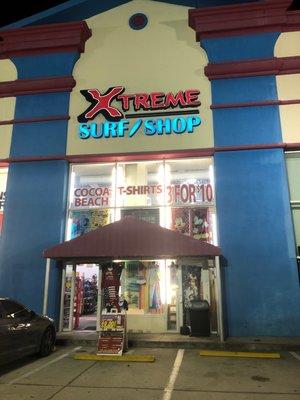 XTREME
SURF/SHOP
COCOA BEACH T-SHIRTS 3 FOR $10